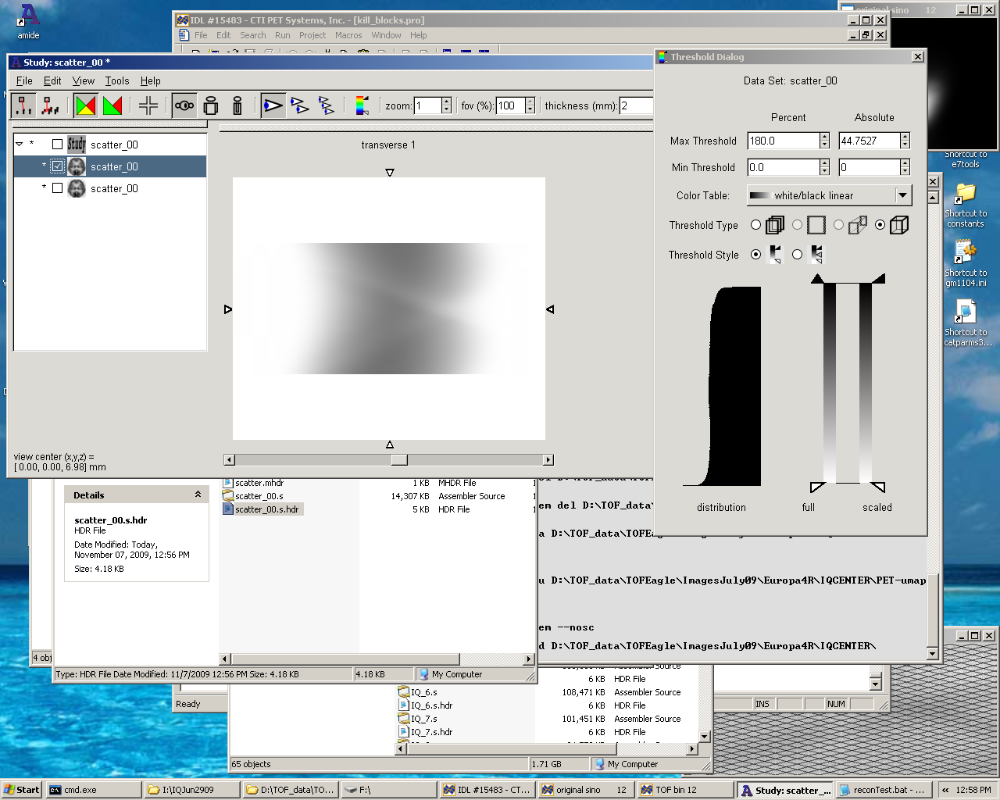 amide
IDL #15483 - CTI PET Systems, Inc. - [kill_blocks.pro]
File Edit Search Run Project Macros Window Help
original sino 12
Study: scatter_00 *
File Edit View Tools Help
zoom: 1 fov (%): 100 thickness (mm): 2
Study scatter_00
* scatter_00
* scatter_00
transverse 1
view center (x,y,z) =
[ 0.00, 0.00, 6.98] mm
Threshold Dialog
Data Set: scatter_00
Percent Absolute
Max Threshold 180.0 44.7527
Min Threshold 0.0 0
Color Table: white/black linear
Threshold Type
Threshold Style
distribution full scaled
Shortcut to
e7tools
Shortcut to
constants
Shortcut to
gm1104.ini
Shortcut to
catparms3...
Details
scatter_00.s.hdr
HDR File
Date Modified: Today,
November 07, 2009, 12:56 PM
Size: 4.18 KB
scatter.mhdr 1 KB MHDR File
scatter_00.s 14,307 KB Assembler Source
scatter_00.s.hdr 5 KB HDR File
em del D:\TOF_data\
u D:\TOF_data\TOFEagle\ImagesJuly09\Europa4R\IQCENTER\PET-umap
em --nosc
d D:\TOF_data\TOFEagle\ImagesJuly09\Europa4R\IQCENTER\
4 obj
Type: HDR File Date Modified: 11/7/2009 12:56 PM Size: 4.18 KB 4.18 KB My Computer
6 KB HDR File
IQ_6.s 108,471 KB Assembler Source
IQ_6.s.hdr 6 KB HDR File
IQ_7.s 101,451 KB Assembler Source
IQ_7.s.hdr 6 KB HDR File
Ready INS NUM
65 objects 1.71 GB My Computer
Start cmd.exe I:\IQJun2909 D:\TOF_data\TO... F:\ IDL #15483 - CT... original sino 12 TOF bin 12 Study: scatter_... reconTest.bat - ... 12:58 PM